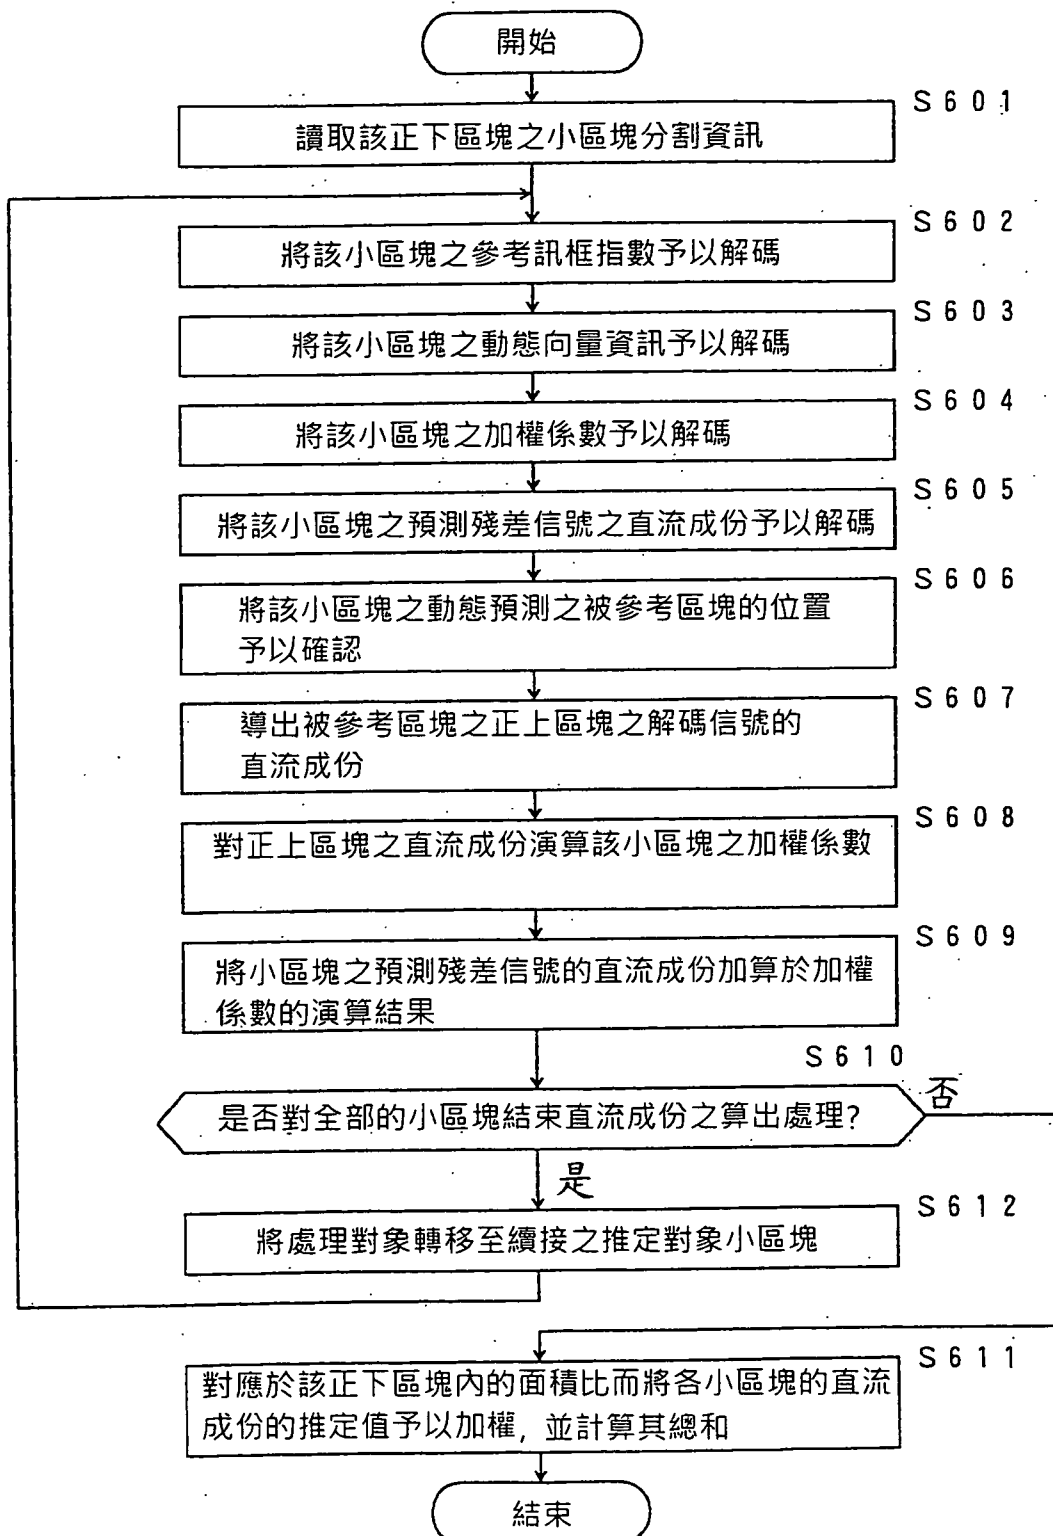 開始
S601
讀取該正下區塊之小區塊分割資訊
S602
將該小區塊之參考訊框指數予以解碼
S603
將該小區塊之動態向量資訊予以解碼
S604
將該小區塊之加權係數予以解碼
S605
將該小區塊之預測殘差信號之直流成份予以解碼
S606
將該小區塊之動態預測之被參考區塊的位置
予以確認
S607
導出被參考區塊之正上區塊之解碼信號的
直流成份
S608
對正上區塊之直流成份演算該小區塊之加權係數
S609
將小區塊之預測殘差信號的直流成份加算於加權
係數的演算結果
S610
是否對全部的小區塊結束直流成份之算出處理?
否
是
S612
將處理對象轉移至續接之推定對象小區塊
S611
對應於該正下區塊內的面積比而將各小區塊的直流
成份的推定值予以加權, 並計算其總和
結束